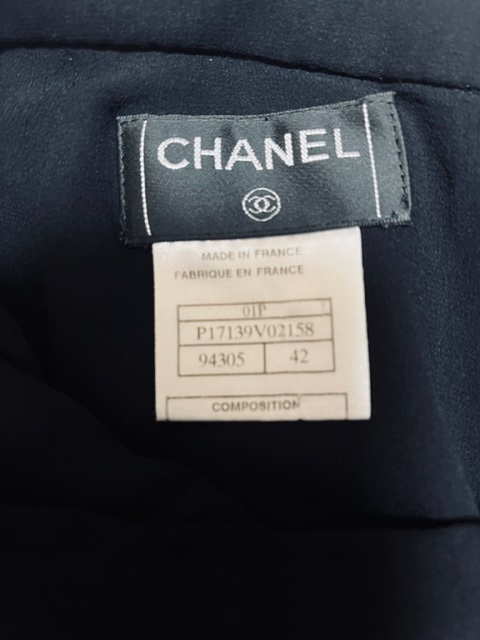 CHANEL
MADE IN FRANCE
FABRIQUE EN FRANCE
01P
P17139V02158
94305 42
COMPOSITION